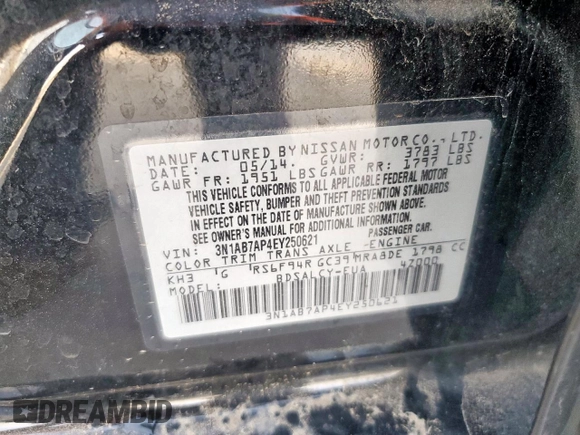 MANUFACTURED BY NISSAN MOTOR CO., LTD.
DATE: 05/14. GVWR: 3783 LBS
GAWR FR: 1951 LBS GAWR RR: 1797 LBS
THIS VEHICLE CONFORMS TO ALL APPLICABLE FEDERAL MOTOR
VEHICLE SAFETY, BUMPER AND THEFT PREVENTION STANDARDS
IN EFFECT ON THE DATE OF MANUFACTURE SHOWN ABOVE.
SEE OWNER'S MANUAL FOR ADDITIONAL INFORMATION.
VIN: 3N1AB7AP4EY250621 PASSENGER CAR.
COLOR TRIM TRANS AXLE -ENGINE
KH3 G RS6F94R GC39 MRA8DE 1798 CC
MODEL: BDSALCY-EUA 47000
3N1AB7AP4EY250621
DREAMBID